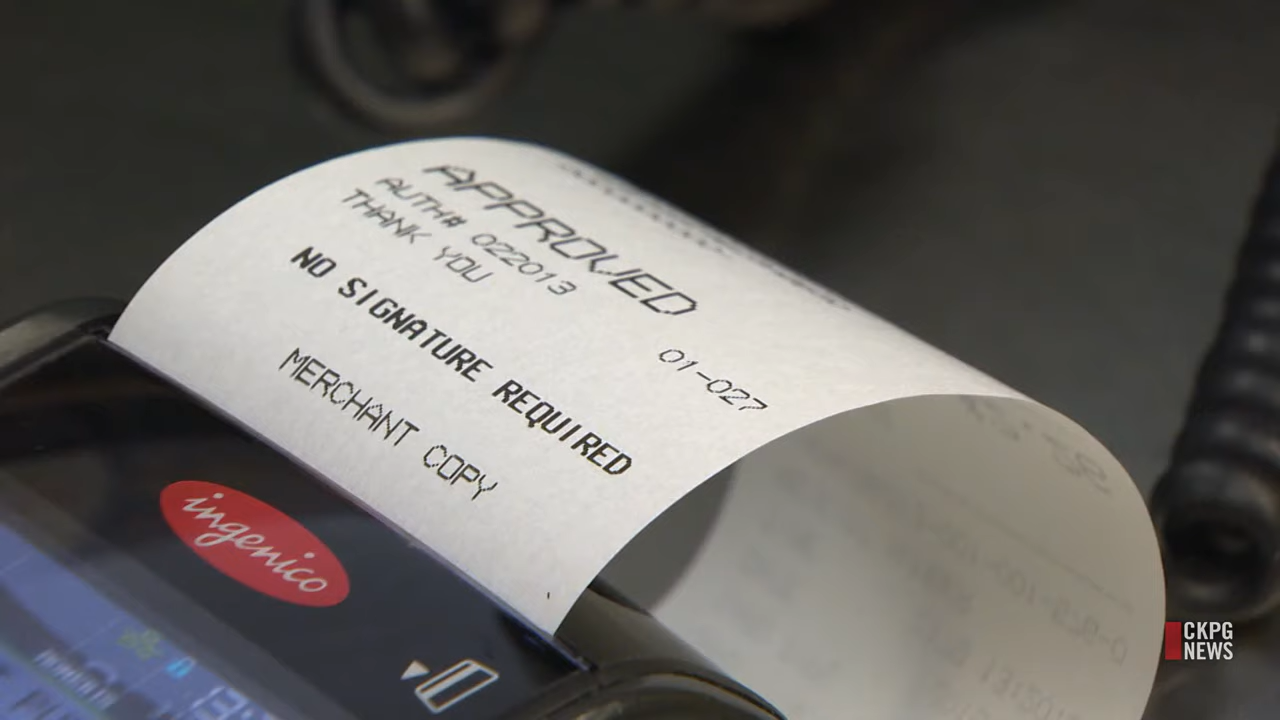 APPROVED
AUTH# 022013
01-027
THANK YOU
NO SIGNATURE REQUIRED
MERCHANT COPY
ingenico
CKPG
NEWS